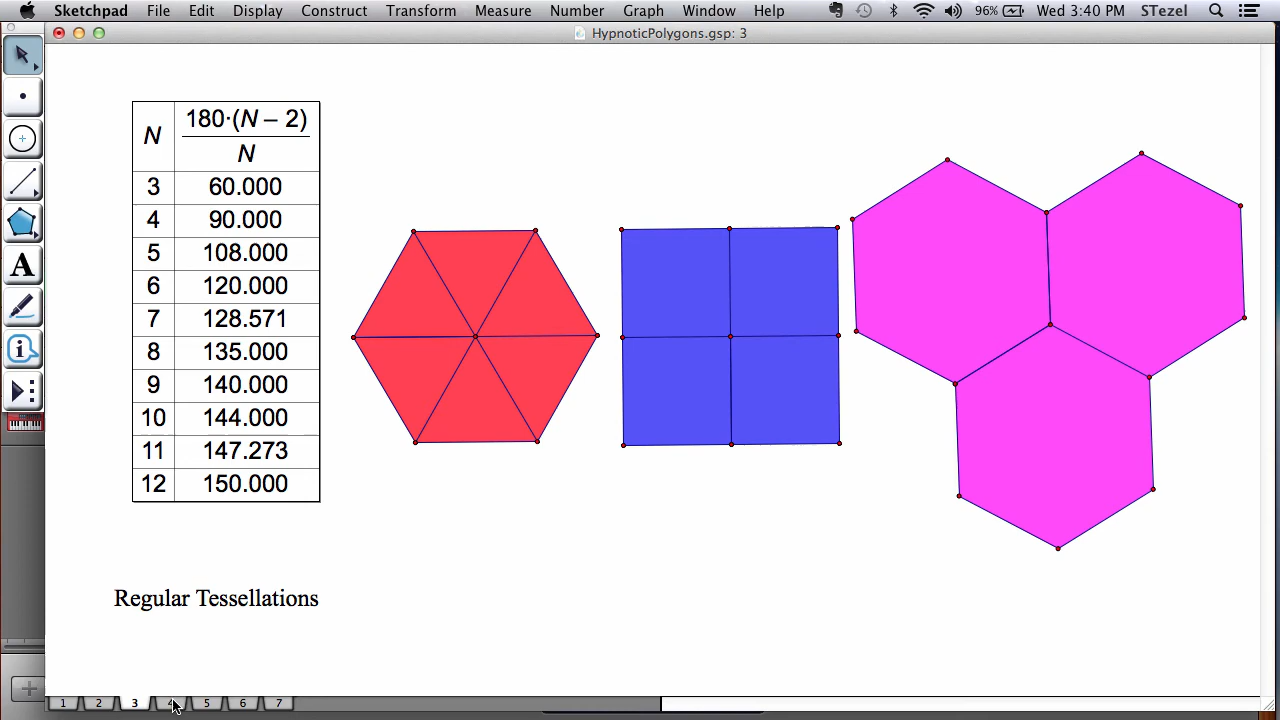 Sketchpad File Edit Display Construct Transform Measure Number Graph Window Help 96% Wed 3:40 PM STezel
HypnoticPolygons.gsp: 3
N 180·(N – 2)
N
3 60.000
4 90.000
5 108.000
6 120.000
7 128.571
8 135.000
9 140.000
10 144.000
11 147.273
12 150.000
A
Regular Tessellations
1 2 3 4 5 6 7